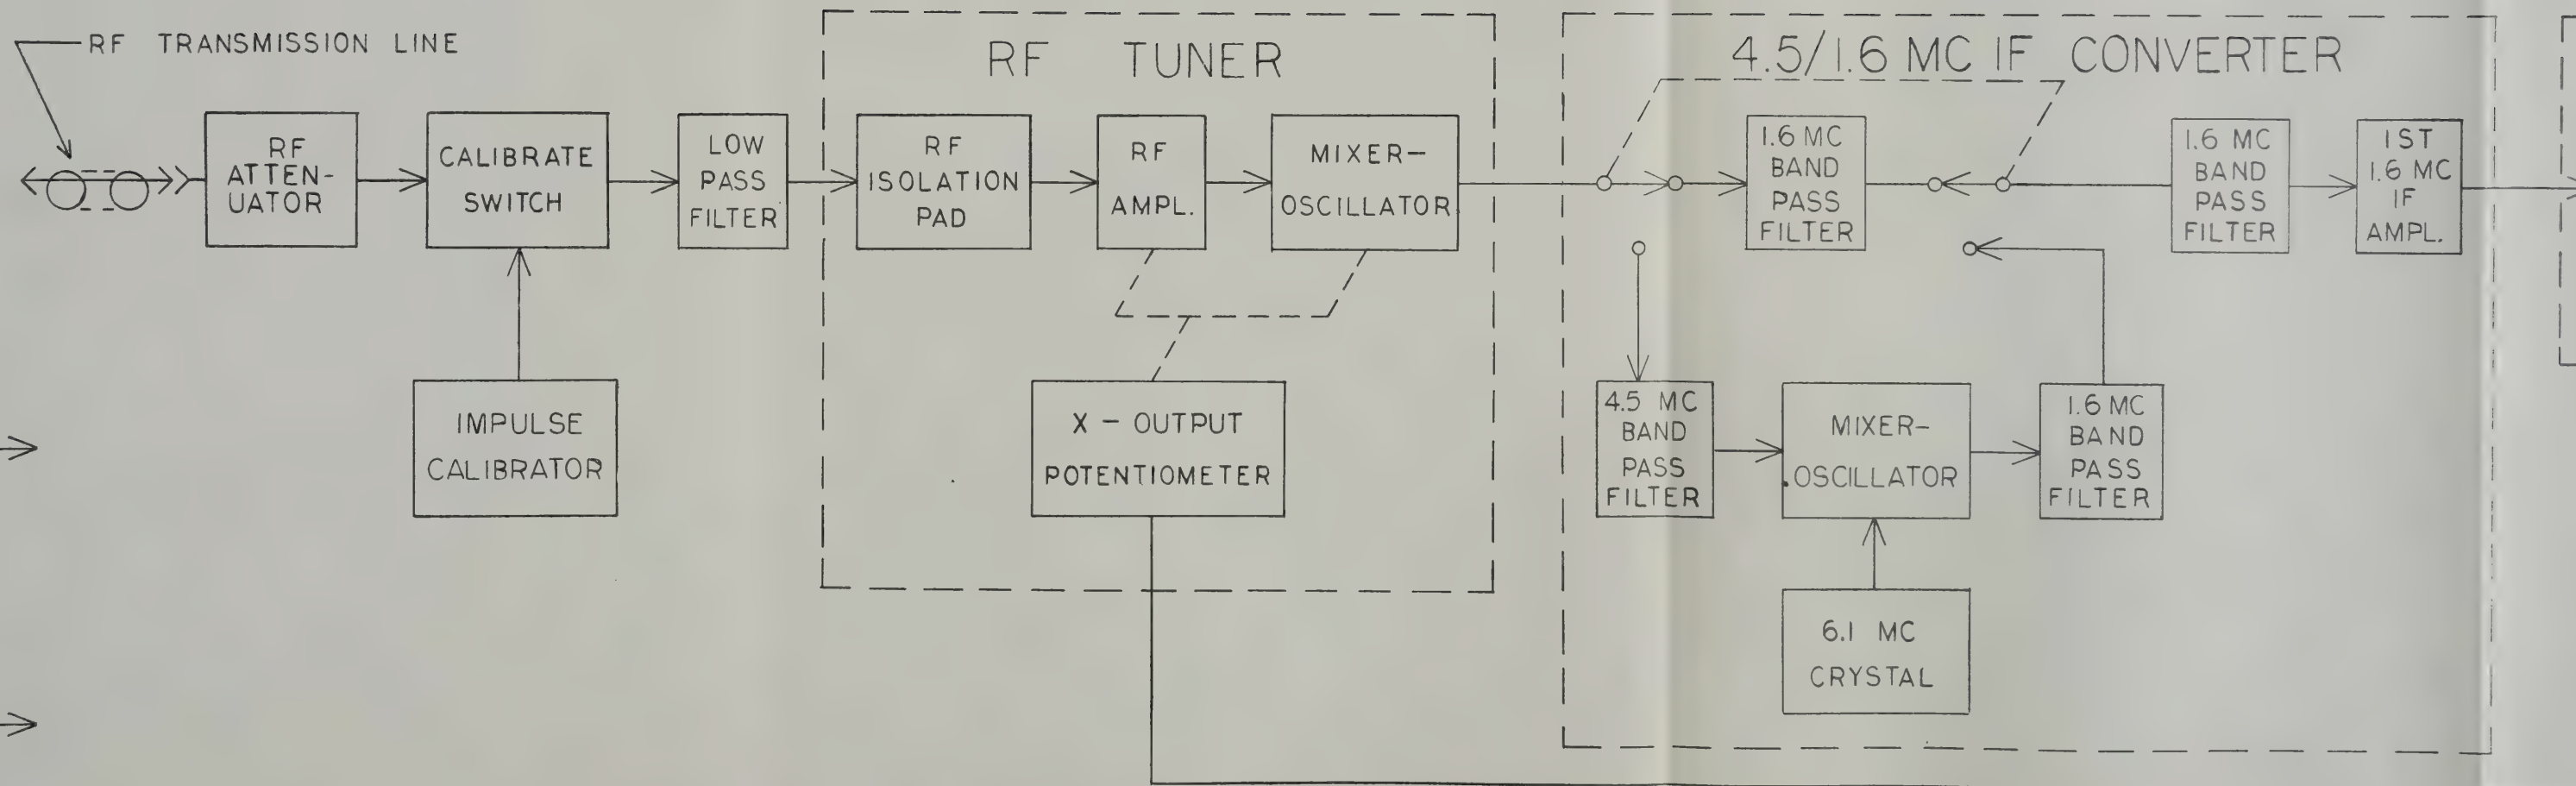 RF TRANSMISSION LINE
RF
ATTEN-
UATOR
CALIBRATE
SWITCH
IMPULSE
CALIBRATOR
LOW
PASS
FILTER
RF TUNER
RF
ISOLATION
PAD
RF
AMPL.
MIXER-
OSCILLATOR
X - OUTPUT
POTENTIOMETER
4.5/1.6 MC IF CONVERTER
1.6 MC
BAND
PASS
FILTER
1.6 MC
BAND
PASS
FILTER
1ST
1.6 MC
IF
AMPL.
4.5 MC
BAND
PASS
FILTER
MIXER-
OSCILLATOR
1.6 MC
BAND
PASS
FILTER
6.1 MC
CRYSTAL